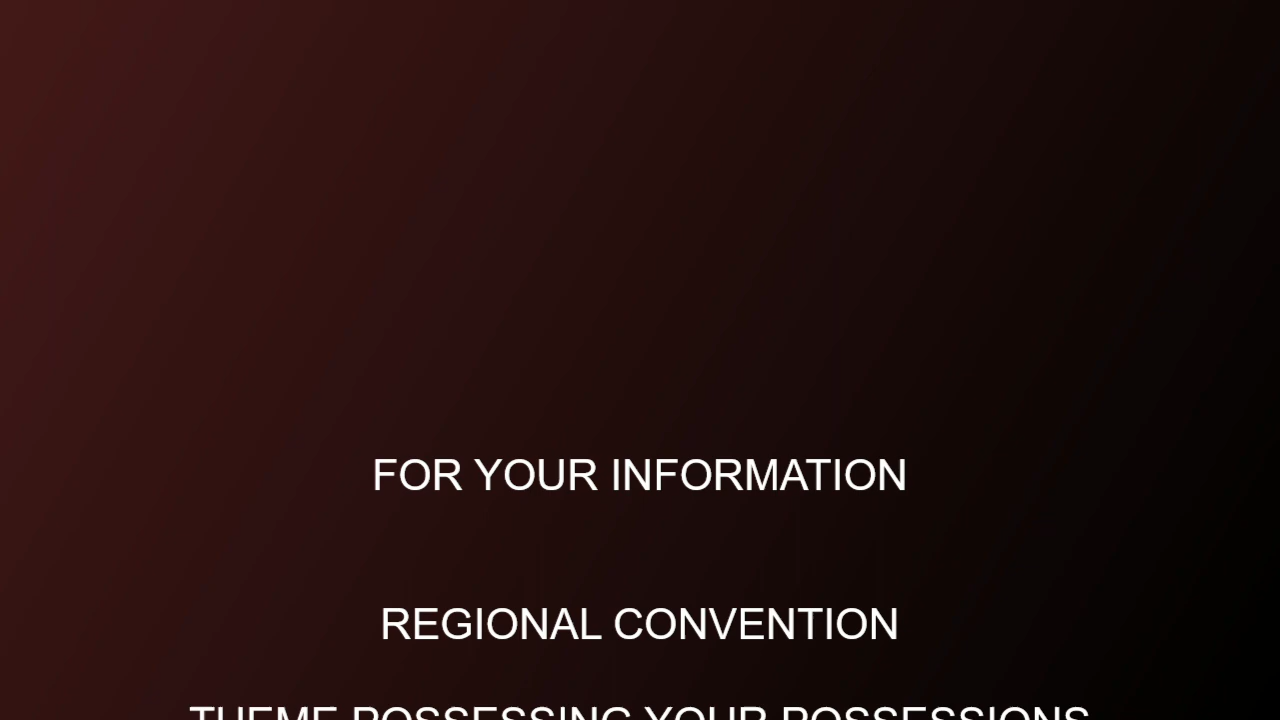 FOR YOUR INFORMATION
REGIONAL CONVENTION
THEME POSSESSING YOUR POSSESSIONS